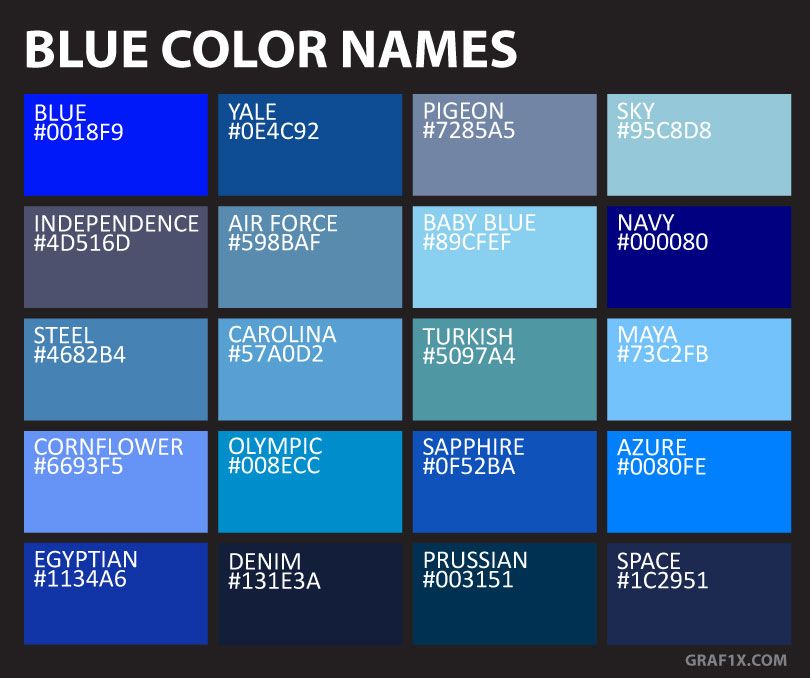 BLUE COLOR NAMES
BLUE
#0018F9
YALE
#0E4C92
PIGEON
#7285A5
SKY
#95C8D8
INDEPENDENCE
#4D516D
AIR FORCE
#598BAF
BABY BLUE
#89CFEF
NAVY
#000080
STEEL
#4682B4
CAROLINA
#57A0D2
TURKISH
#5097A4
MAYA
#73C2FB
CORNFLOWER
#6693F5
OLYMPIC
#008ECC
SAPPHIRE
#0F52BA
AZURE
#0080FE
EGYPTIAN
#1134A6
DENIM
#131E3A
PRUSSIAN
#003151
SPACE
#1C2951
GRAF1X.COM